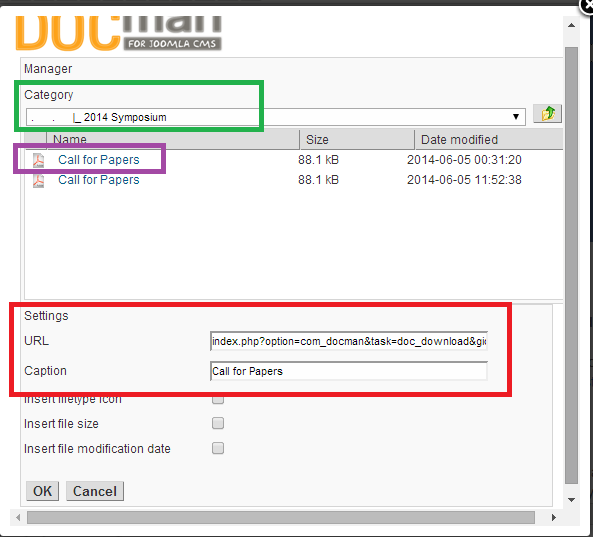 DOCman
FOR JOOMLA CMS
Manager
Category
. . |_ 2014 Symposium
Name Size Date modified
Call for Papers 88.1 kB 2014-06-05 00:31:20
Call for Papers 88.1 kB 2014-06-05 11:52:38
Settings
URL index.php?option=com_docman&task=doc_download&gid
Caption Call for Papers
Insert filetype icon
Insert file size
Insert file modification date
OK Cancel